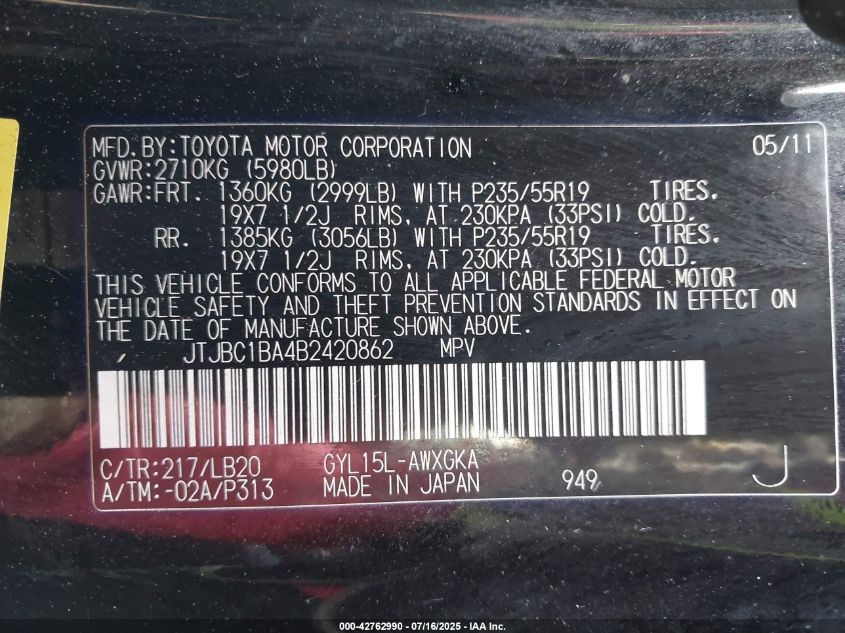 MFD.BY:TOYOTA MOTOR CORPORATION 05/11
GVWR:2710KG (5980LB)
GAWR:FRT. 1360KG (2999LB) WITH P235/55R19 TIRES,
19X7 1/2J RIMS, AT 230KPA (33PSI) COLD.
RR. 1385KG (3056LB) WITH P235/55R19 TIRES,
19X7 1/2J RIMS, AT 230KPA (33PSI) COLD.
THIS VEHICLE CONFORMS TO ALL APPLICABLE FEDERAL MOTOR
VEHICLE SAFETY AND THEFT PREVENTION STANDARDS IN EFFECT ON
THE DATE OF MANUFACTURE SHOWN ABOVE.
JTJBC1BA4B2420862 MPV
C/TR:217/LB20 GYL15L-AWXGKA
A/TM:-02A/P313 MADE IN JAPAN 949 J
000-42762990 - 07/16/2025 - IAA Inc.